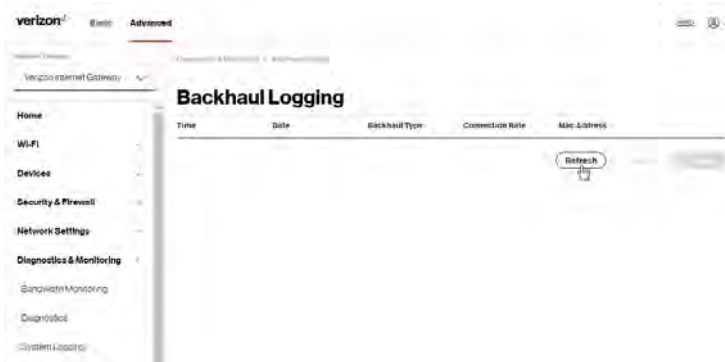 verizon
Basic Advanced
Help
Verizon Internet Gateway
Backhaul Logging
Home
Time Date Backhaul Type Connection Rate Mac Address
Wi-Fi
Refresh
Devices
Security & Firewall
Network Settings
Diagnostics & Monitoring
Bandwidth Monitoring
Diagnostics
System Logging